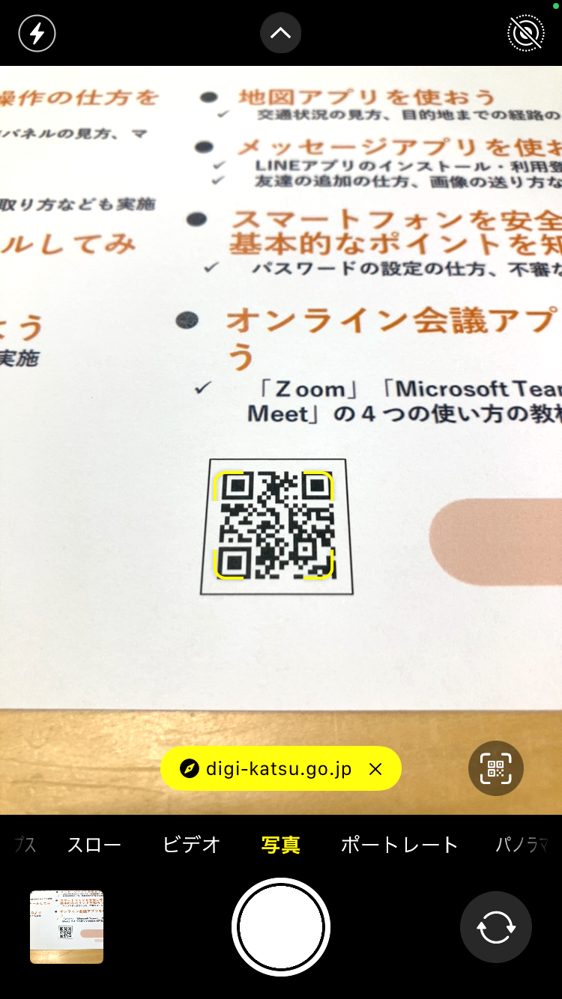 操作の仕方を
パネルの見方、マ
取り方なども実施
ールしてみ
よう
実施
地図アプリを使おう
交通状況の見方、目的地までの経路の
メッセージアプリを使お
LINEアプリのインストール・利用登
友達の追加の仕方、画像の送り方な
スマートフォンを安全
基本的なポイントを知
パスワードの設定の仕方、不審な
オンライン会議アプ
う
「Zoom」「Microsoft Tea
Meet」の4つの使い方の教材
digi-katsu.go.jp
プス スロー ビデオ 写真 ポートレート パノラマ